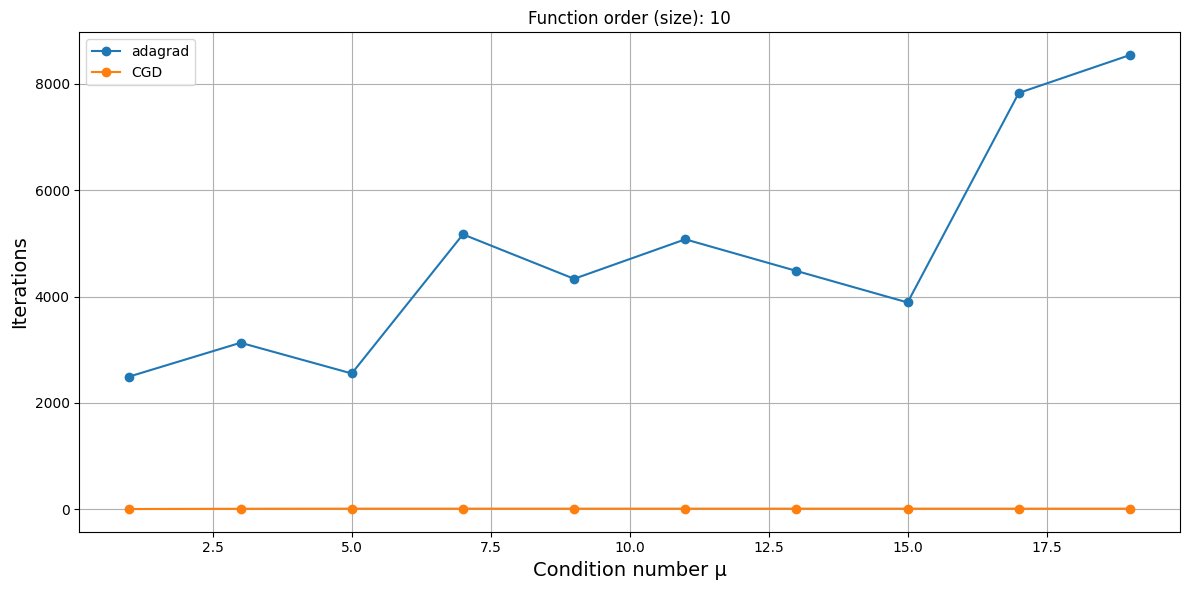 Function order (size): 10
adagrad
CGD
Iterations
8000
6000
4000
2000
0
2.5 5.0 7.5 10.0 12.5 15.0 17.5
Condition number μ